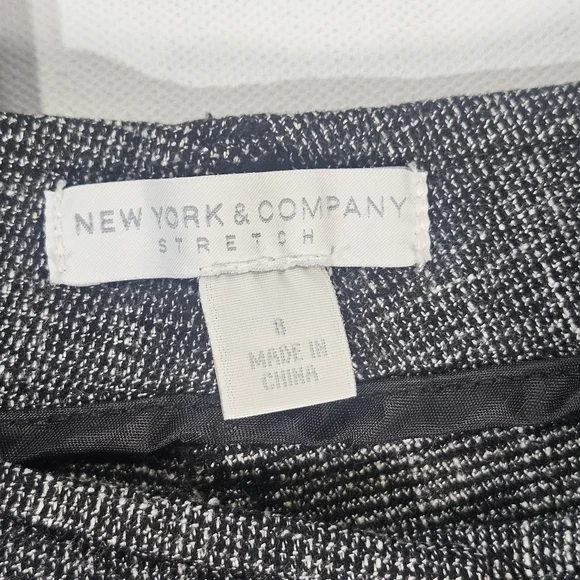 NEW YORK & COMPANY
STRETCH
8
MADE IN
CHINA